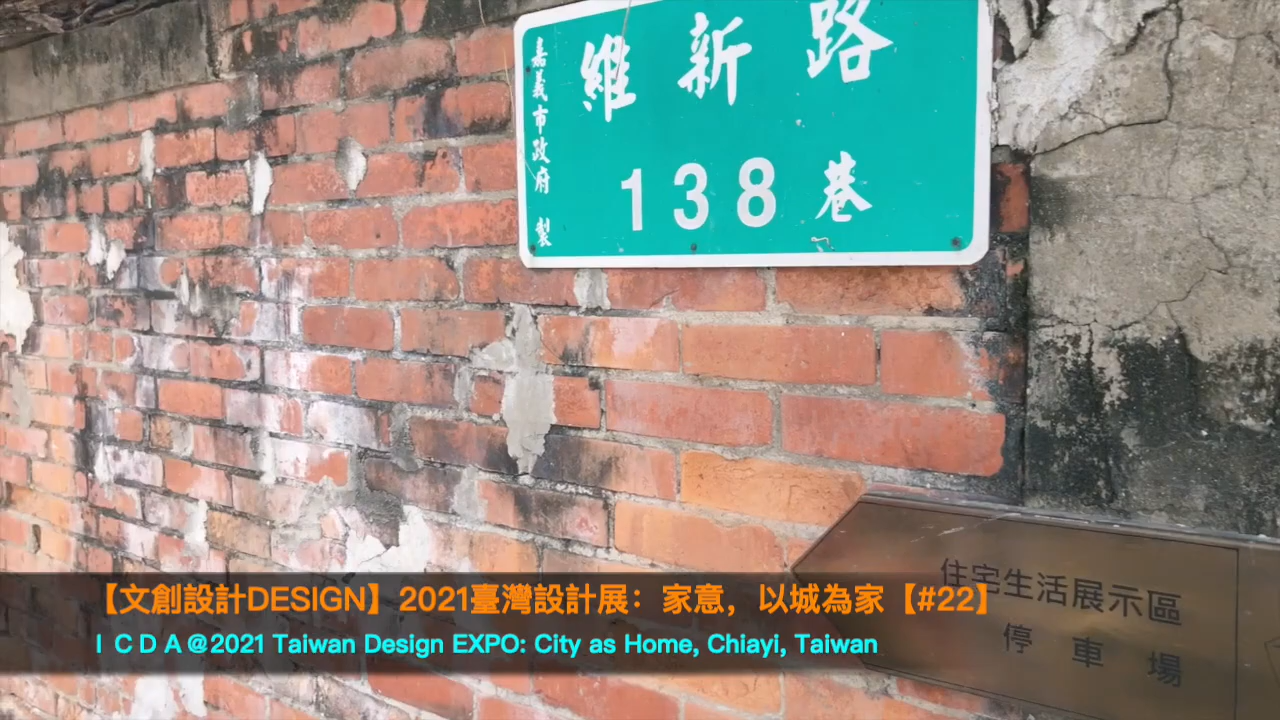 嘉義市政府 製
維新路
138巷
住宅生活展示區
停車場
【文創設計DESIGN】2021臺灣設計展：家意，以城為家【#22】
ＩＣＤＡ@2021 Taiwan Design EXPO: City as Home, Chiayi, Taiwan